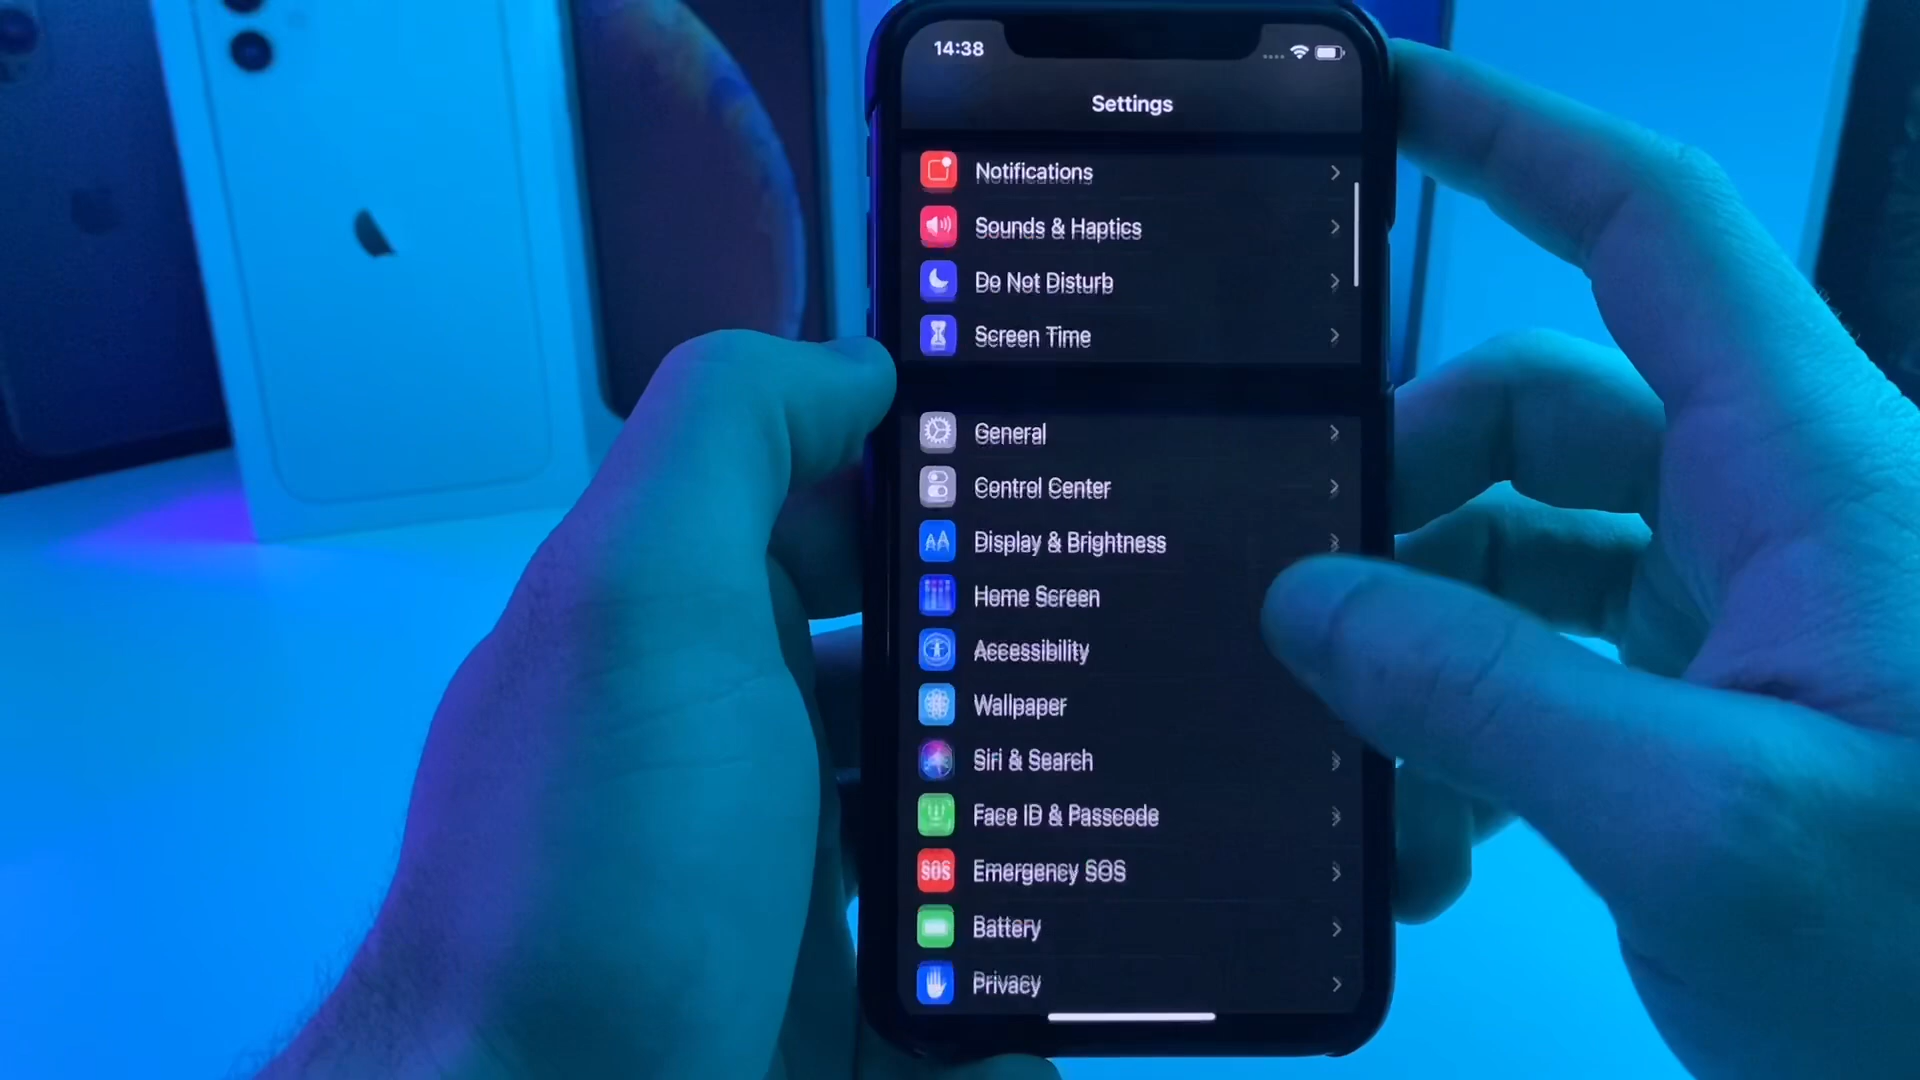 14:38
Settings
Notifications
Sounds & Haptics
Do Not Disturb
Screen Time
General
Control Center
AA
Display & Brightness
Home Screen
Accessibility
Wallpaper
Siri & Search
Face ID & Passcode
SOS
Emergency SOS
Battery
Privacy